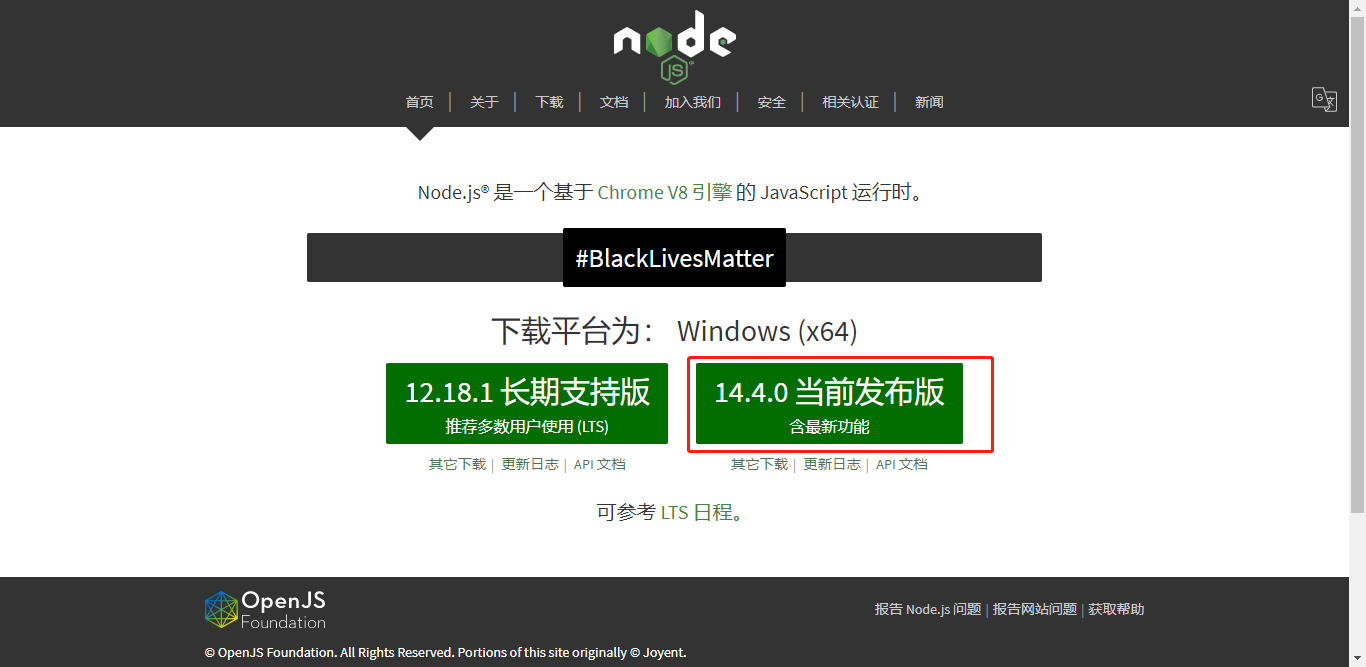 node
JS
首页 | 关于 | 下载 | 文档 | 加入我们 | 安全 | 相关认证 | 新闻
Node.js® 是一个基于 Chrome V8 引擎 的 JavaScript 运行时。
#BlackLivesMatter
下载平台为： Windows (x64)
12.18.1 长期支持版
推荐多数用户使用 (LTS)
14.4.0 当前发布版
含最新功能
其它下载 | 更新日志 | API 文档
其它下载 | 更新日志 | API 文档
可参考 LTS 日程。
OpenJS
Foundation
报告 Node.js 问题 | 报告网站问题 | 获取帮助
© OpenJS Foundation. All Rights Reserved. Portions of this site originally © Joyent.